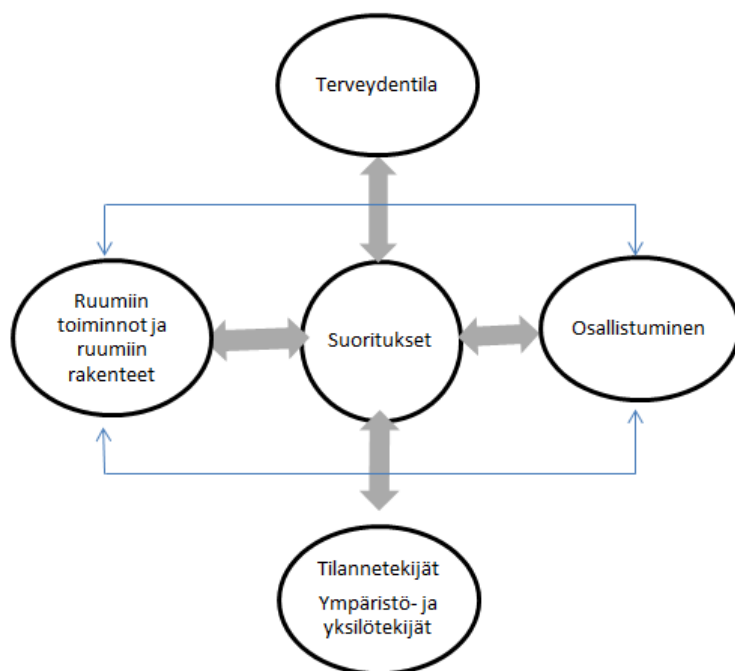 Terveydentila
Ruumiin
toiminnot ja
ruumiin
rakenteet
Suoritukset
Osallistuminen
Tilannetekijät
Ympäristö- ja
yksilötekijät